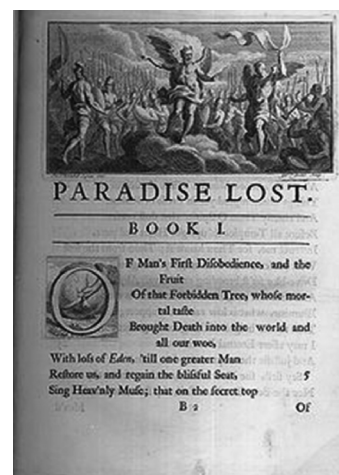 PARADISE LOST.
BOOK I.
OF Man's First Disobedience, and the
Fruit
Of that Forbidden Tree, whose mor-
tal taste
Brought Death into the world and
all our woe,
With loss of Eden, 'till one greater Man
Restore us, and regain the blissful Seat, 5
Sing Heav'nly Muse; that on the secret top
B 2 Of